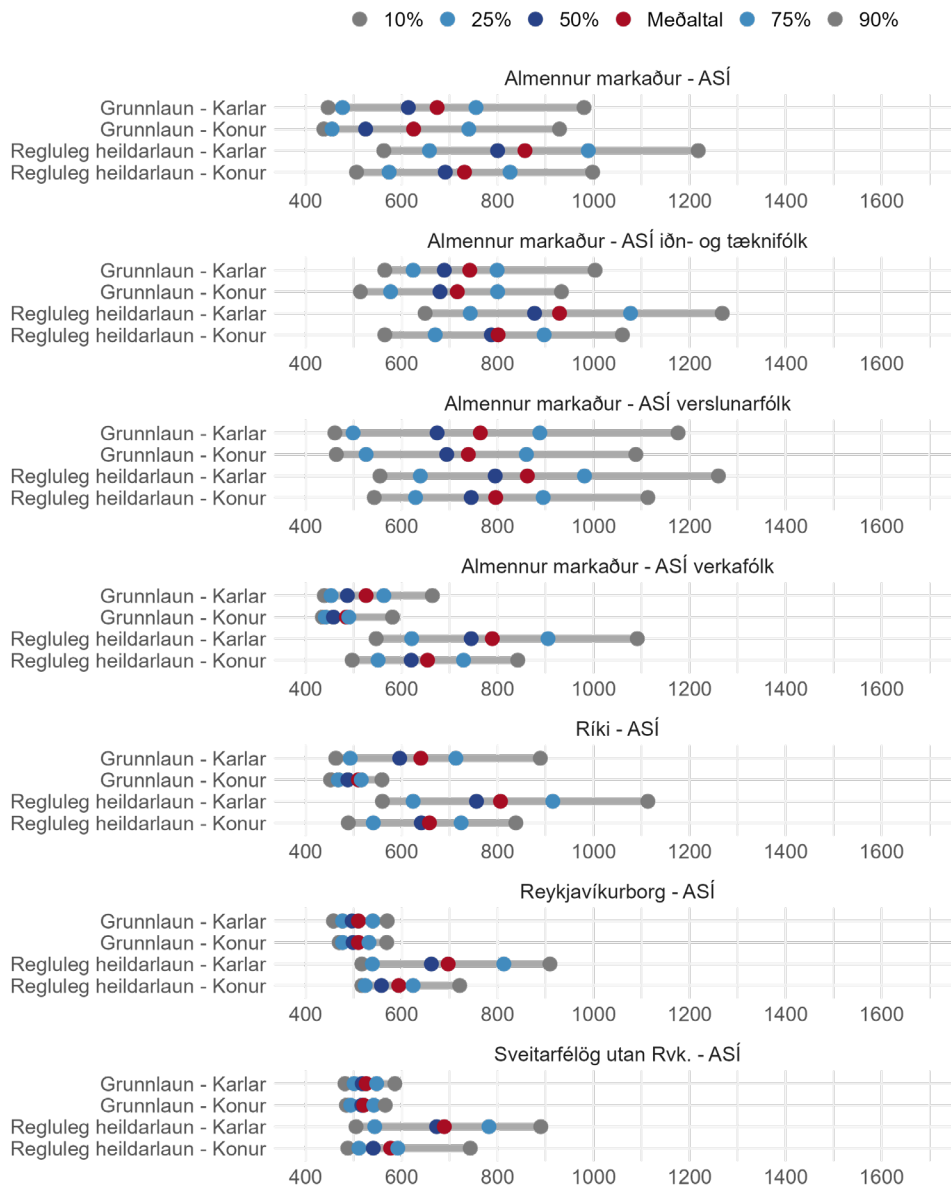 10% 25% 50% Meðaltal 75% 90%
Almennur markaður - ASÍ
Grunnlaun - Karlar
Grunnlaun - Konur
Regluleg heildarlaun - Karlar
Regluleg heildarlaun - Konur
400 600 800 1000 1200 1400 1600
Almennur markaður - ASÍ iðn- og tæknifólk
Grunnlaun - Karlar
Grunnlaun - Konur
Regluleg heildarlaun - Karlar
Regluleg heildarlaun - Konur
400 600 800 1000 1200 1400 1600
Almennur markaður - ASÍ verslunarfólk
Grunnlaun - Karlar
Grunnlaun - Konur
Regluleg heildarlaun - Karlar
Regluleg heildarlaun - Konur
400 600 800 1000 1200 1400 1600
Almennur markaður - ASÍ verkafólk
Grunnlaun - Karlar
Grunnlaun - Konur
Regluleg heildarlaun - Karlar
Regluleg heildarlaun - Konur
400 600 800 1000 1200 1400 1600
Ríki - ASÍ
Grunnlaun - Karlar
Grunnlaun - Konur
Regluleg heildarlaun - Karlar
Regluleg heildarlaun - Konur
400 600 800 1000 1200 1400 1600
Reykjavíkurborg - ASÍ
Grunnlaun - Karlar
Grunnlaun - Konur
Regluleg heildarlaun - Karlar
Regluleg heildarlaun - Konur
400 600 800 1000 1200 1400 1600
Sveitarfélög utan Rvk. - ASÍ
Grunnlaun - Karlar
Grunnlaun - Konur
Regluleg heildarlaun - Karlar
Regluleg heildarlaun - Konur
400 600 800 1000 1200 1400 1600